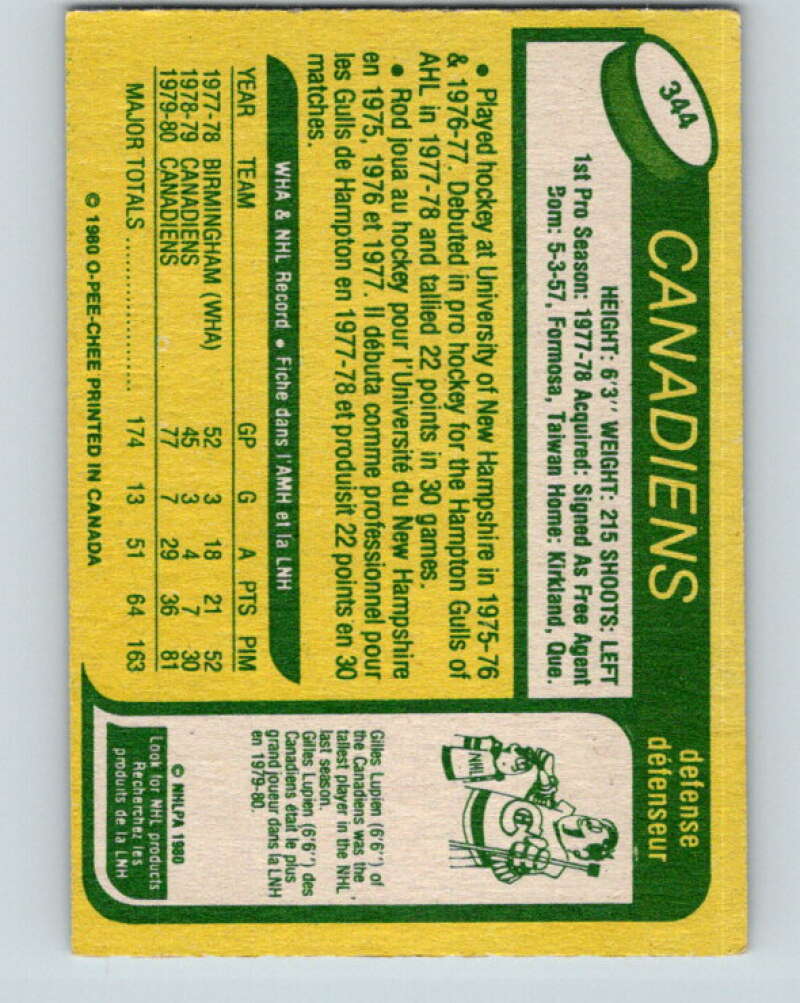 344
CANADIENS
defense
défenseur
HEIGHT: 6'3" WEIGHT: 215 SHOOTS: LEFT
1st Pro Season: 1977-78 Acquired: Signed As Free Agent
Born: 5-3-57, Formosa, Taiwan Home: Kirkland, Que.
• Played hockey at University of New Hampshire in 1975-76
& 1976-77. Debuted in pro hockey for the Hampton Gulls of
AHL in 1977-78 and tallied 22 points in 30 games.
• Rod joua au hockey pour l'Université du New Hampshire
en 1975, 1976 et 1977. Il débuta comme professionnel pour
les Gulls de Hampton en 1977-78 et produisit 22 points en 30
matches.
WHA & NHL Record • Fiche dans l'AMH et la LNH
YEAR TEAM GP G A PTS PIM
1977-78 BIRMINGHAM (WHA) 52 3 18 21 52
1978-79 CANADIENS 45 3 4 7 30
1979-80 CANADIENS 77 7 29 36 81
MAJOR TOTALS .................... 174 13 51 64 163
© 1980 O-PEE-CHEE PRINTED IN CANADA
NHL
C
Gilles Lupien (6'6") of
the Canadiens was the
tallest player in the NHL,
last season.
Gilles Lupien (6'6") des
Canadiens était le plus
grand joueur dans la LNH
en 1979-80.
© NHLPA 1980
Look for NHL products
Recherchez les
produits de la LNH